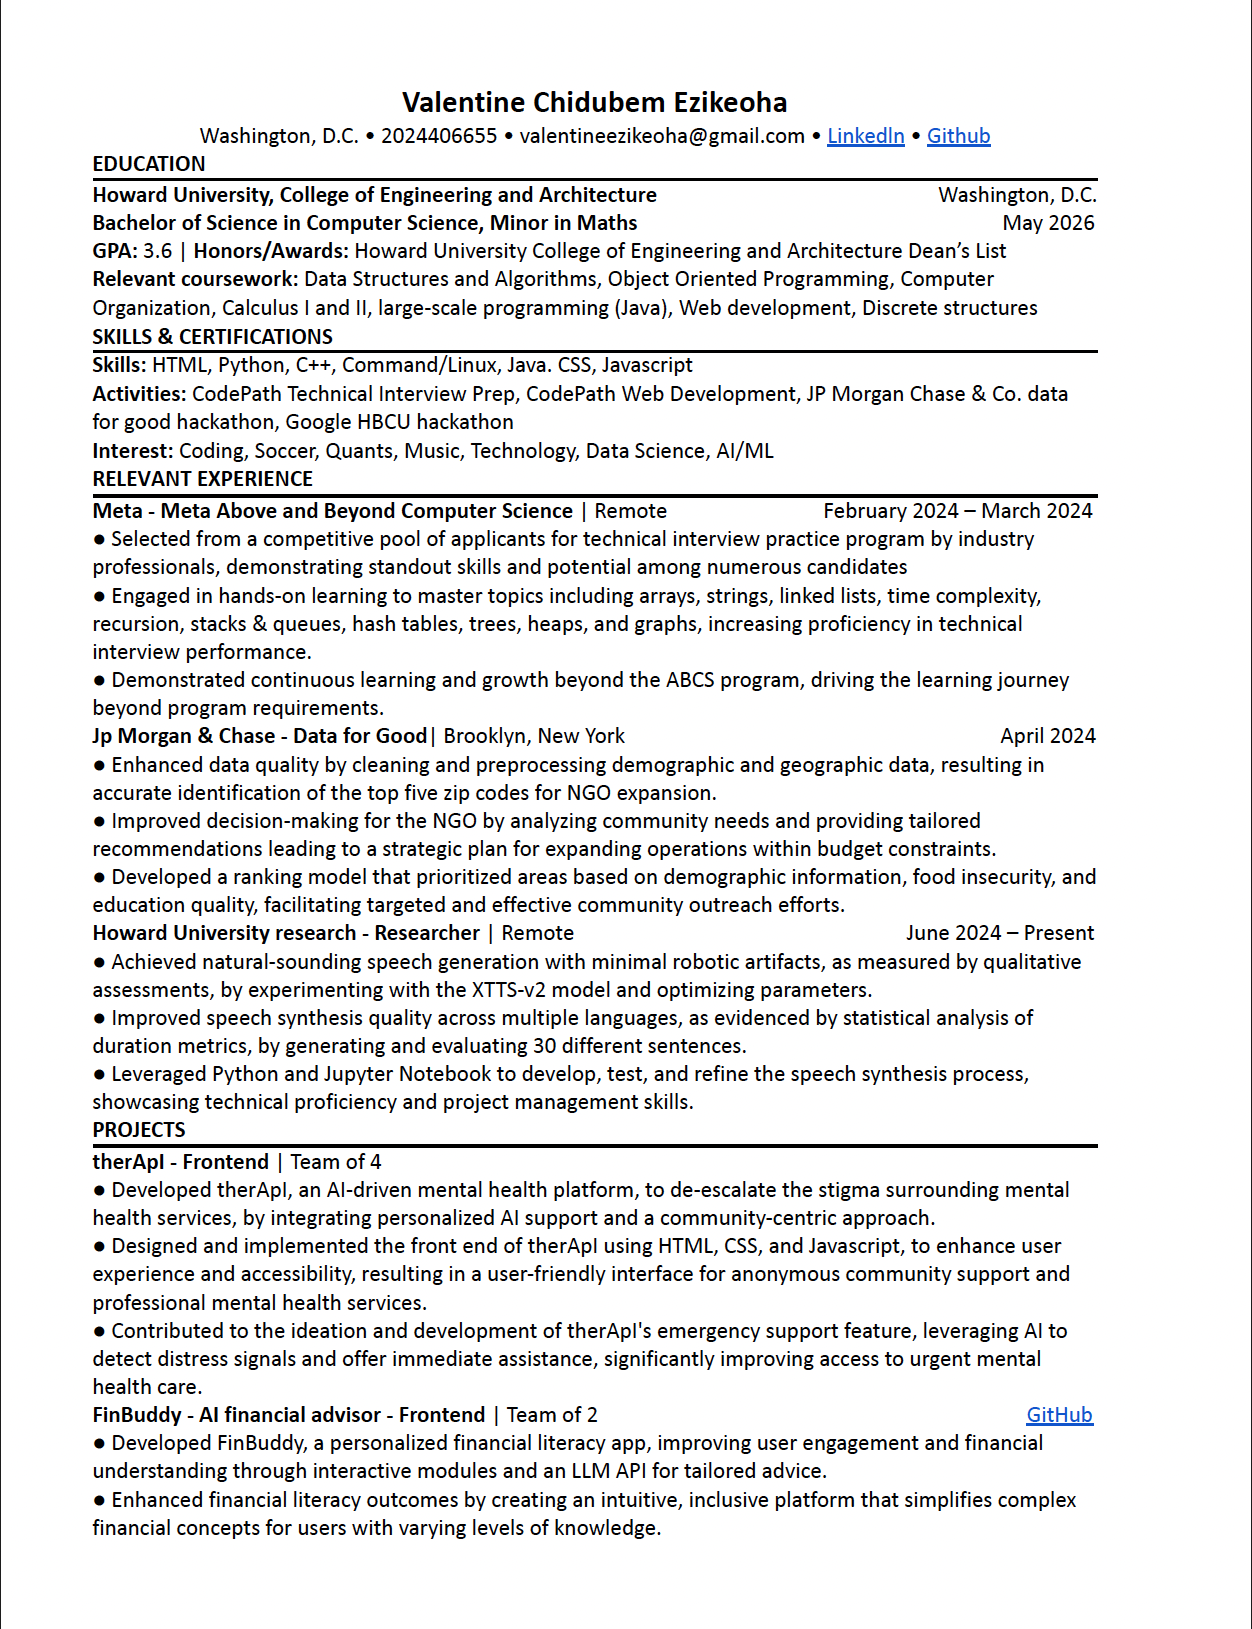 Valentine Chidubem Ezikeoha
Washington, D.C. • 2024406655 • valentineezikeoha@gmail.com • LinkedIn • Github
EDUCATION
Howard University, College of Engineering and Architecture Washington, D.C.
Bachelor of Science in Computer Science, Minor in Maths May 2026
GPA: 3.6 | Honors/Awards: Howard University College of Engineering and Architecture Dean’s List
Relevant coursework: Data Structures and Algorithms, Object Oriented Programming, Computer
Organization, Calculus I and II, large-scale programming (Java), Web development, Discrete structures
SKILLS & CERTIFICATIONS
Skills: HTML, Python, C++, Command/Linux, Java. CSS, Javascript
Activities: CodePath Technical Interview Prep, CodePath Web Development, JP Morgan Chase & Co. data
for good hackathon, Google HBCU hackathon
Interest: Coding, Soccer, Quants, Music, Technology, Data Science, AI/ML
RELEVANT EXPERIENCE
Meta - Meta Above and Beyond Computer Science | Remote February 2024 – March 2024
● Selected from a competitive pool of applicants for technical interview practice program by industry
professionals, demonstrating standout skills and potential among numerous candidates
● Engaged in hands-on learning to master topics including arrays, strings, linked lists, time complexity,
recursion, stacks & queues, hash tables, trees, heaps, and graphs, increasing proficiency in technical
interview performance.
● Demonstrated continuous learning and growth beyond the ABCS program, driving the learning journey
beyond program requirements.
Jp Morgan & Chase - Data for Good| Brooklyn, New York April 2024
● Enhanced data quality by cleaning and preprocessing demographic and geographic data, resulting in
accurate identification of the top five zip codes for NGO expansion.
● Improved decision-making for the NGO by analyzing community needs and providing tailored
recommendations leading to a strategic plan for expanding operations within budget constraints.
● Developed a ranking model that prioritized areas based on demographic information, food insecurity, and
education quality, facilitating targeted and effective community outreach efforts.
Howard University research - Researcher | Remote June 2024 – Present
● Achieved natural-sounding speech generation with minimal robotic artifacts, as measured by qualitative
assessments, by experimenting with the XTTS-v2 model and optimizing parameters.
● Improved speech synthesis quality across multiple languages, as evidenced by statistical analysis of
duration metrics, by generating and evaluating 30 different sentences.
● Leveraged Python and Jupyter Notebook to develop, test, and refine the speech synthesis process,
showcasing technical proficiency and project management skills.
PROJECTS
therApI - Frontend | Team of 4
● Developed therApI, an AI-driven mental health platform, to de-escalate the stigma surrounding mental
health services, by integrating personalized AI support and a community-centric approach.
● Designed and implemented the front end of therApI using HTML, CSS, and Javascript, to enhance user
experience and accessibility, resulting in a user-friendly interface for anonymous community support and
professional mental health services.
● Contributed to the ideation and development of therApI's emergency support feature, leveraging AI to
detect distress signals and offer immediate assistance, significantly improving access to urgent mental
health care.
FinBuddy - AI financial advisor - Frontend | Team of 2 GitHub
● Developed FinBuddy, a personalized financial literacy app, improving user engagement and financial
understanding through interactive modules and an LLM API for tailored advice.
● Enhanced financial literacy outcomes by creating an intuitive, inclusive platform that simplifies complex
financial concepts for users with varying levels of knowledge.